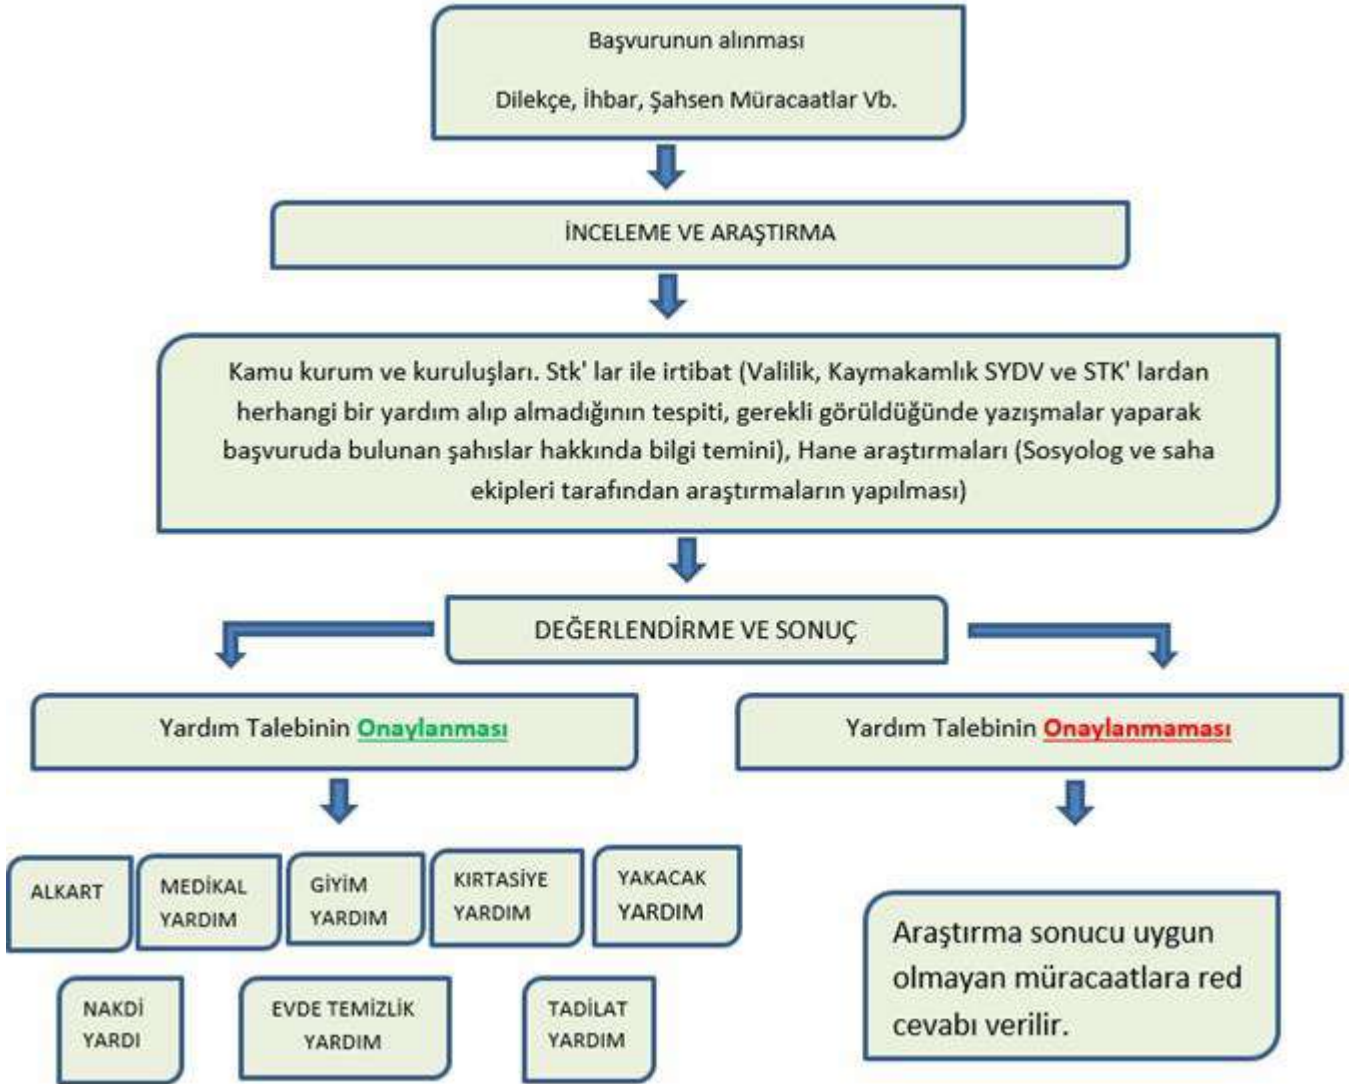 Başvurunun alınması
Dilekçe, İhbar, Şahsen Müracaatlar Vb.
İNCELEME VE ARAŞTIRMA
Kamu kurum ve kuruluşları. Stk' lar ile irtibat (Valilik, Kaymakamlık SYDV ve STK' lardan
herhangi bir yardım alıp almadığının tespiti, gerekli görüldüğünde yazışmalar yaparak
başvuruda bulunan şahıslar hakkında bilgi temini), Hane araştırmaları (Sosyolog ve saha
ekipleri tarafından araştırmaların yapılması)
DEĞERLENDİRME VE SONUÇ
Yardım Talebinin Onaylanması
Yardım Talebinin Onaylanmaması
ALKART
MEDİKAL
YARDIM
GİYİM
YARDIM
KIRTASİYE
YARDIM
YAKACAK
YARDIM
NAKDİ
YARDI
EVDE TEMİZLİK
YARDIM
TADİLAT
YARDIM
Araştırma sonucu uygun
olmayan müracaatlara red
cevabı verilir.